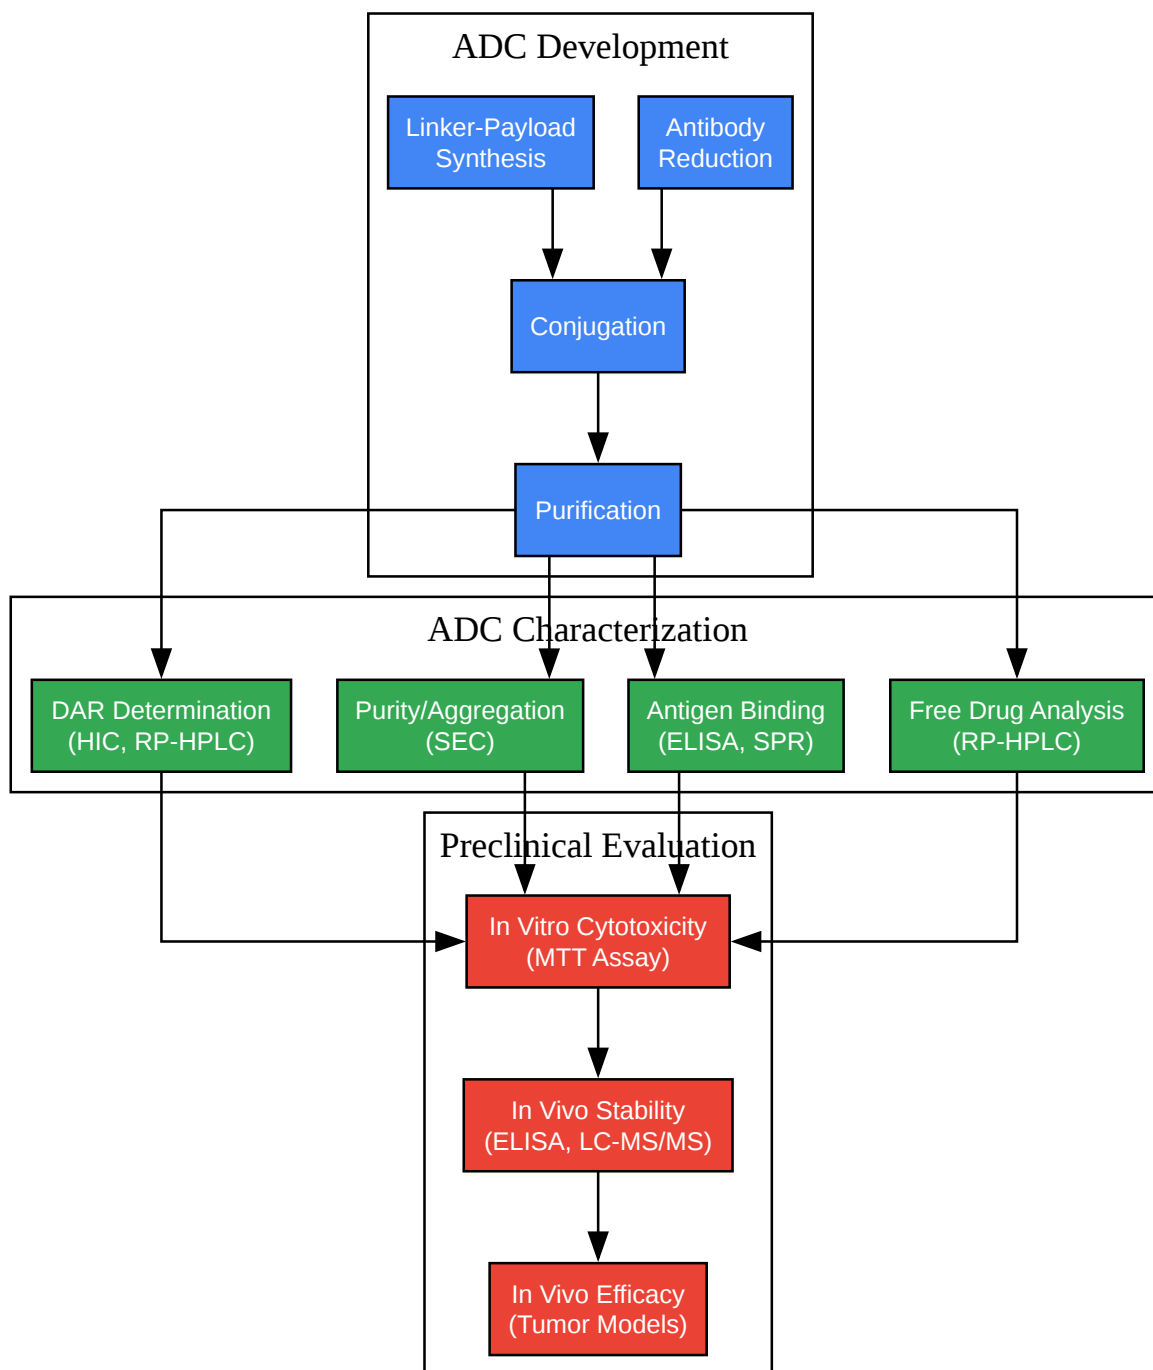 ADC Development
Linker-Payload
Synthesis
Antibody
Reduction
Conjugation
Purification
ADC Characterization
DAR Determination
(HIC, RP-HPLC)
Purity/Aggregation
(SEC)
Antigen Binding
(ELISA, SPR)
Free Drug Analysis
(RP-HPLC)
Preclinical Evaluation
In Vitro Cytotoxicity
(MTT Assay)
In Vivo Stability
(ELISA, LC-MS/MS)
In Vivo Efficacy
(Tumor Models)